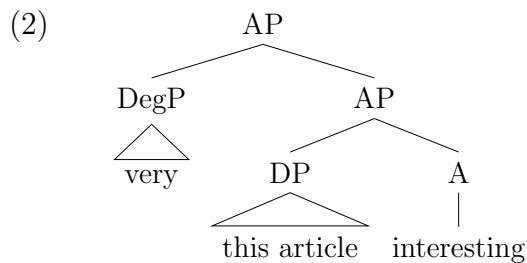 (2) AP
DegP AP
very DP A
this article interesting